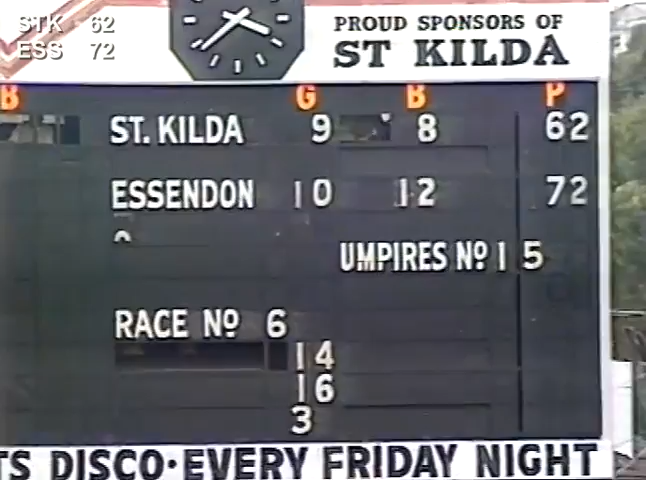 STK 62
ESS 72
PROUD SPONSORS OF
ST KILDA
B G B P
ST. KILDA 9 8 62
ESSENDON 10 12 72
UMPIRES Nº 1 5
RACE Nº 6
14
16
3
TS DISCO·EVERY FRIDAY NIGHT